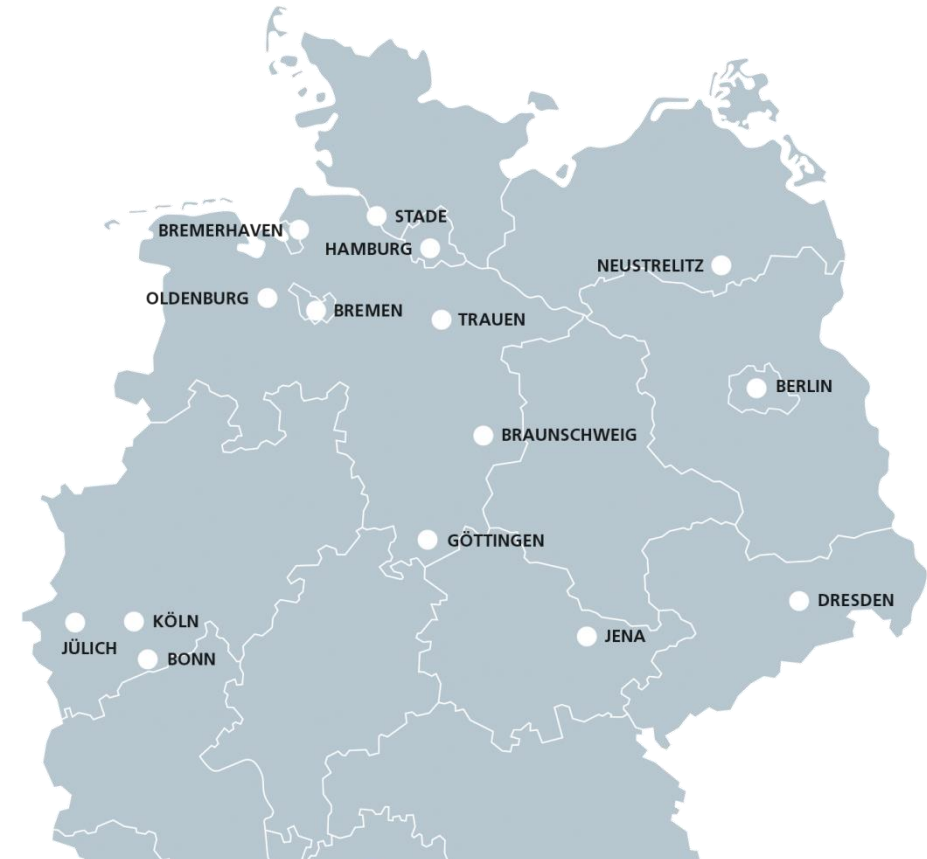 STADE
BREMERHAVEN
HAMBURG
NEUSTRELITZ
OLDENBURG
BREMEN
TRAUEN
BERLIN
BRAUNSCHWEIG
GÖTTINGEN
DRESDEN
KÖLN
JENA
JÜLICH
BONN